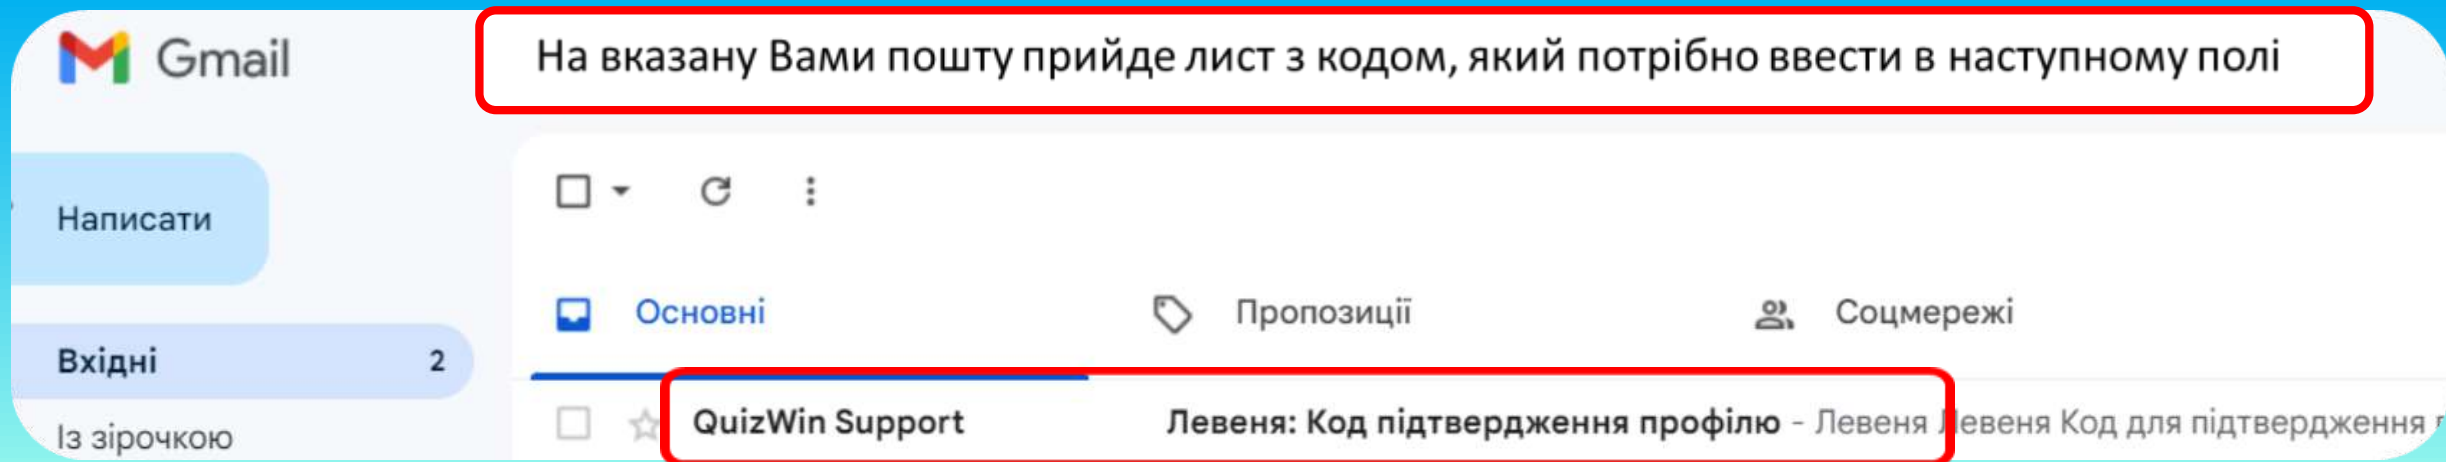 Gmail
На вказану Вами пошту прийде лист з кодом, який потрібно ввести в наступному полі
Написати
Основні
Пропозиції
Соцмережі
Вхідні 2
QuizWin Support Левеня: Код підтвердження профілю - Левеня Левеня Код для підтвердження
Із зірочкою